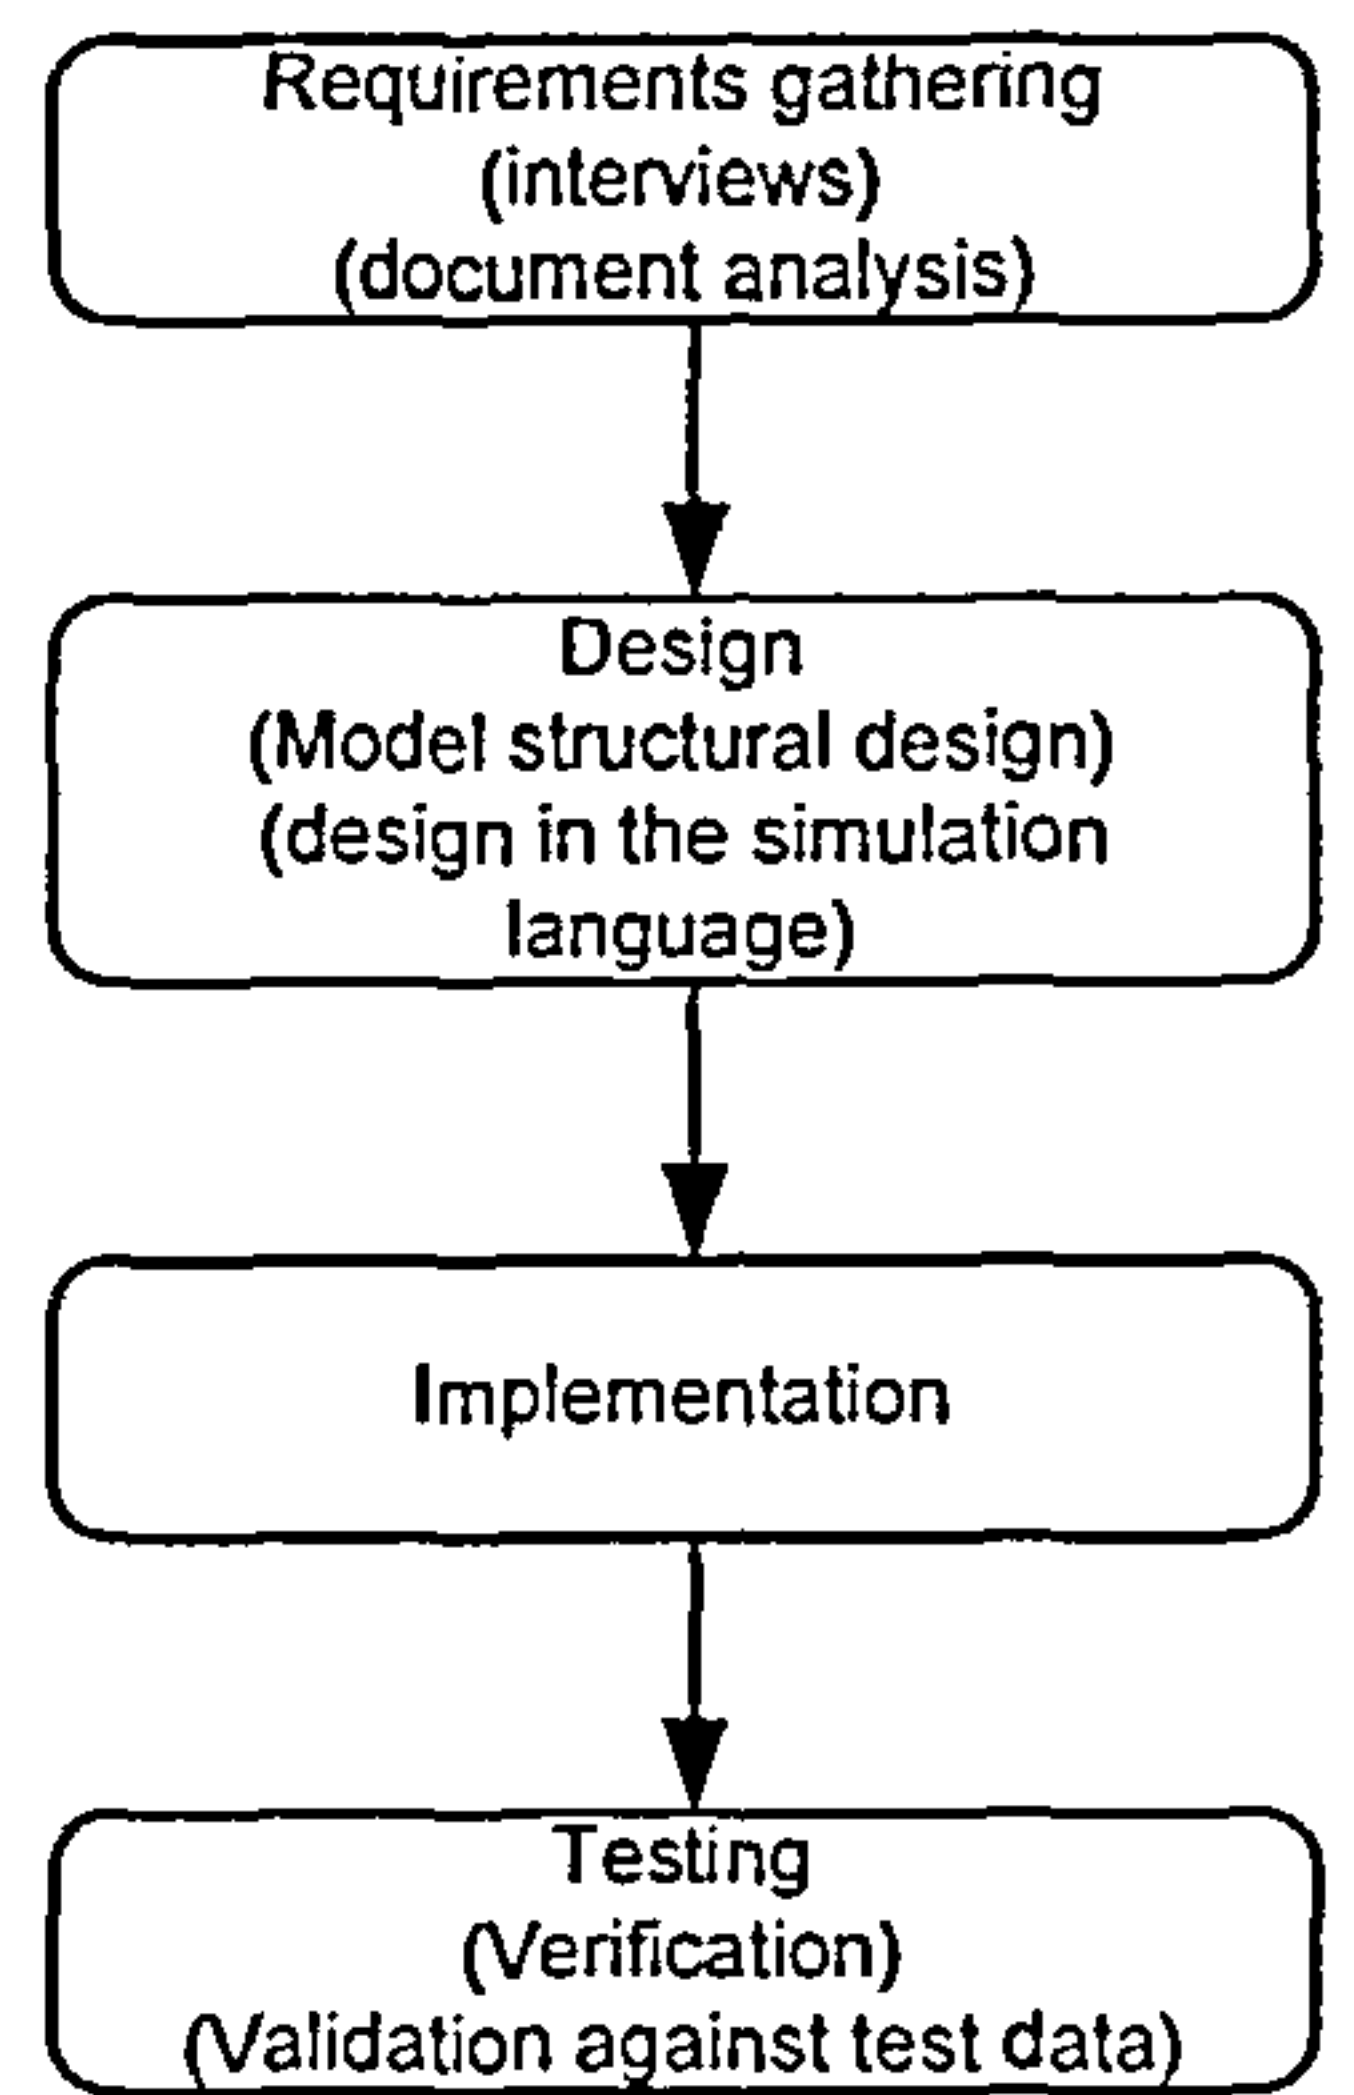 Requirements gathering
(interviews)
(document analysis)
Design
(Model structural design)
(design in the simulation
language)
Implementation
Testing
(Verification)
(Validation against test data)